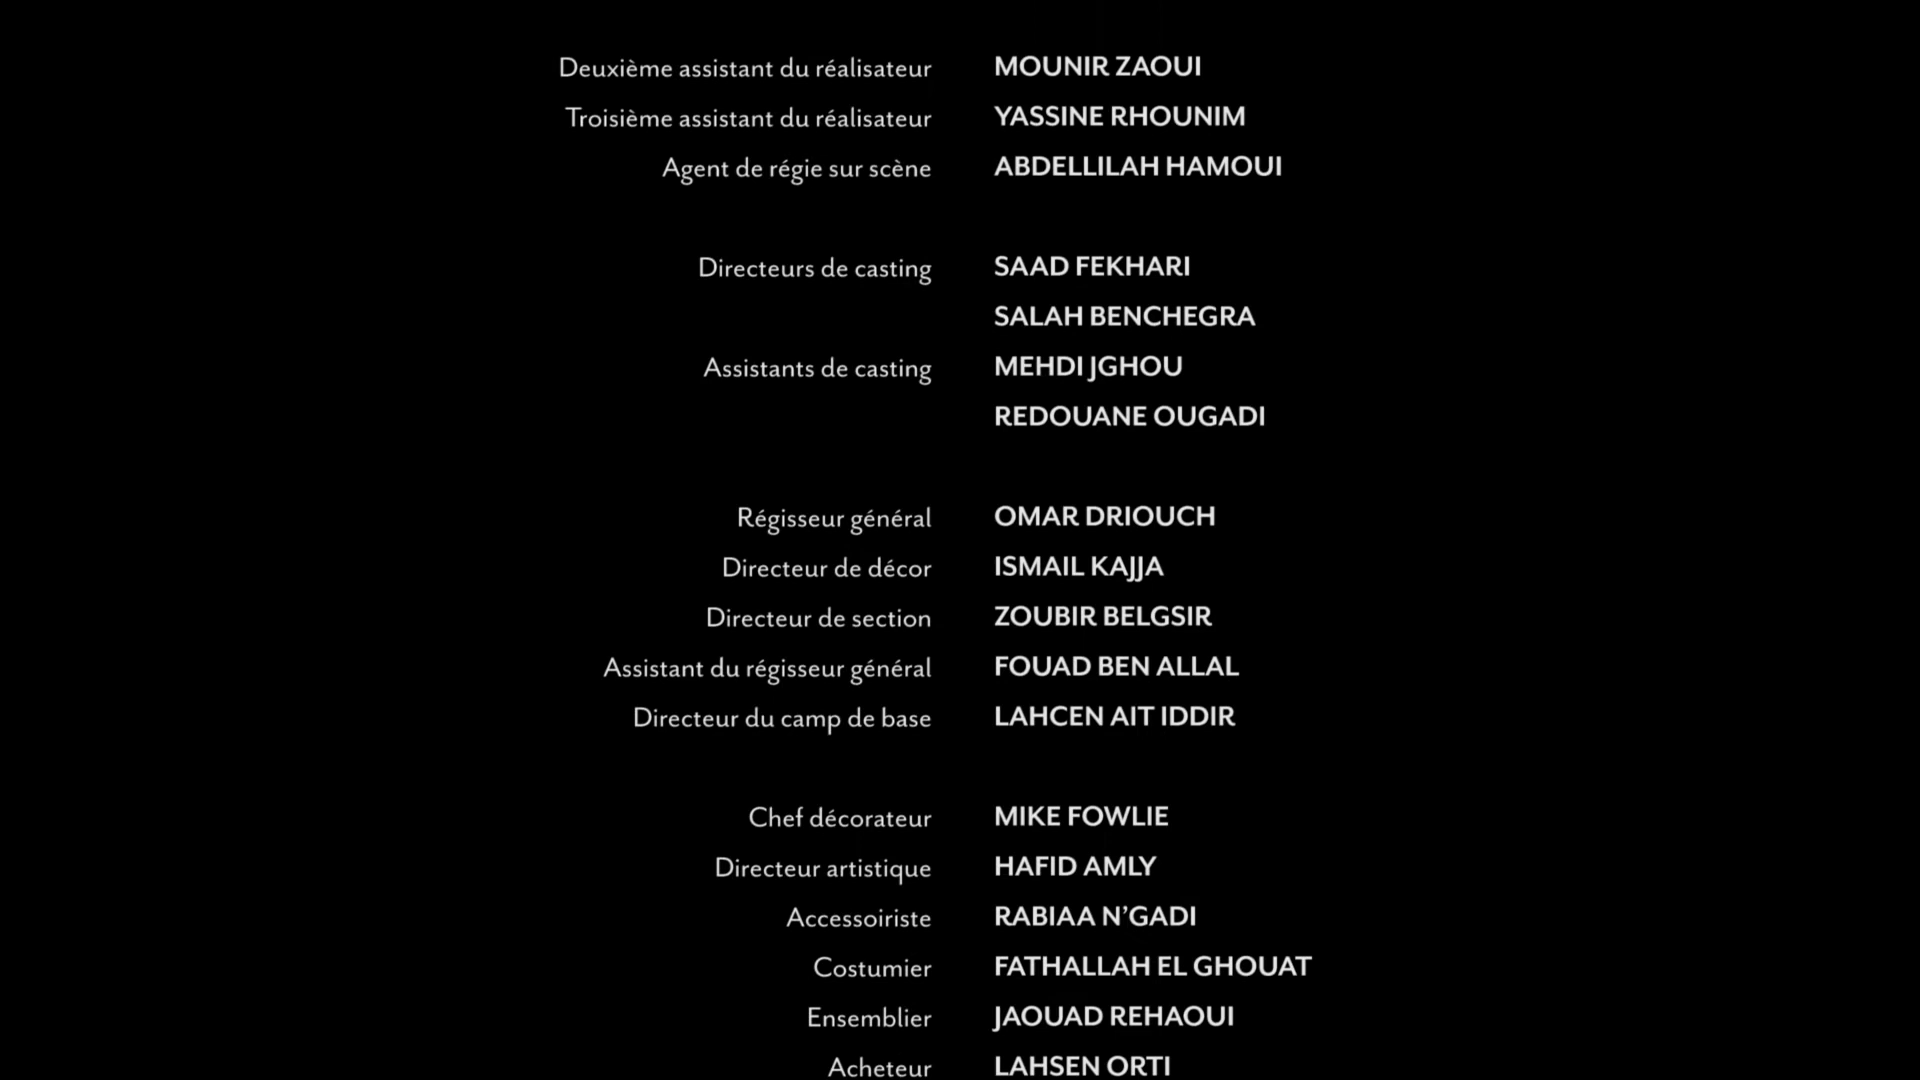 Deuxième assistant du réalisateur MOUNIR ZAOUI
Troisième assistant du réalisateur YASSINE RHOUNIM
Agent de régie sur scène ABDELLILAH HAMOUI
Directeurs de casting SAAD FEKHARI
SALAH BENCHEGRA
Assistants de casting MEHDI JGHOU
REDOUANE OUGADI
Régisseur général OMAR DRIOUCH
Directeur de décor ISMAIL KAJJA
Directeur de section ZOUBIR BELGSIR
Assistant du régisseur général FOUAD BEN ALLAL
Directeur du camp de base LAHCEN AIT IDDIR
Chef décorateur MIKE FOWLIE
Directeur artistique HAFID AMLY
Accessoiriste RABIAA N’GADI
Costumier FATHALLAH EL GHOUAT
Ensemblier JAOUAD REHAOUI
Acheteur LAHSEN ORTI